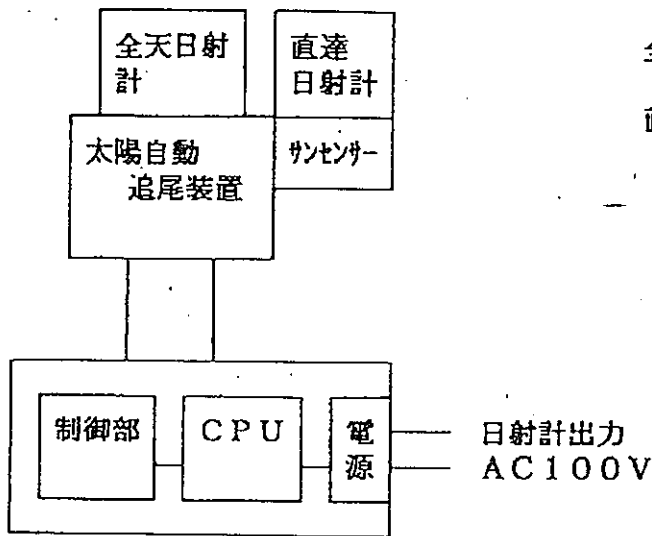 全天日射
計
直達
日射計
太陽自動
追尾装置
サンセンサー
制御部
CPU
電
源
日射計出力
AC100V